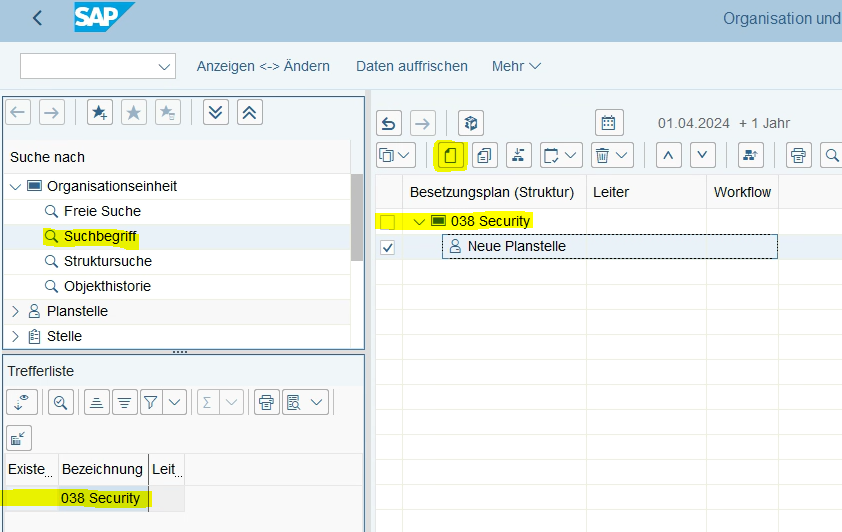 SAP
Organisation und
Anzeigen <-> Ändern Daten auffrischen Mehr
Suche nach
Organisationseinheit
Freie Suche
Suchbegriff
Struktursuche
Objekthistorie
Planstelle
Stelle
Trefferliste
Existe... Bezeichnung Leit...
038 Security
01.04.2024 + 1 Jahr
Besetzungsplan (Struktur) Leiter Workflow
038 Security
Neue Planstelle